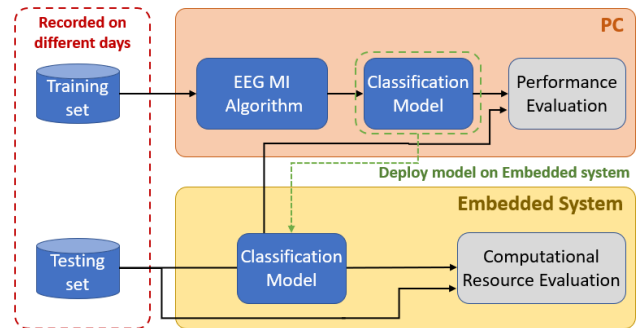 Recorded on
different days
PC
Training
set
EEG MI
Algorithm
Classification
Model
Performance
Evaluation
Deploy model on Embedded system
Embedded System
Testing
set
Classification
Model
Computational
Resource Evaluation